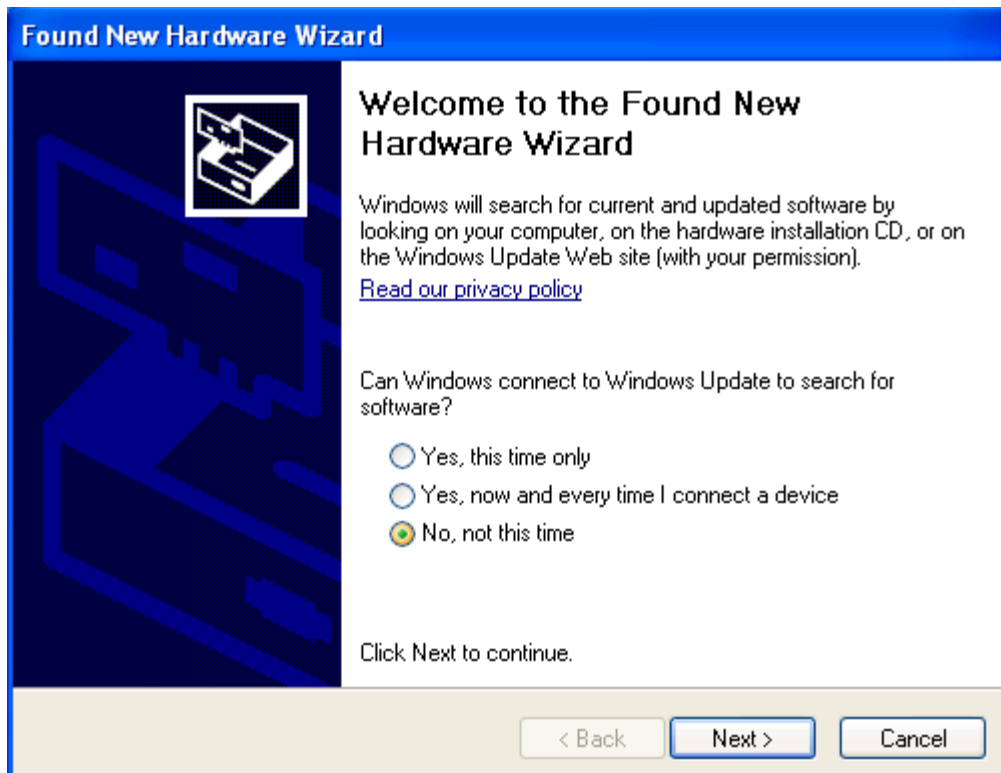 Found New Hardware Wizard
Welcome to the Found New
Hardware Wizard
Windows will search for current and updated software by
looking on your computer, on the hardware installation CD, or on
the Windows Update Web site (with your permission).
Read our privacy policy
Can Windows connect to Windows Update to search for
software?
Yes, this time only
Yes, now and every time I connect a device
No, not this time
Click Next to continue.
< Back Next > Cancel